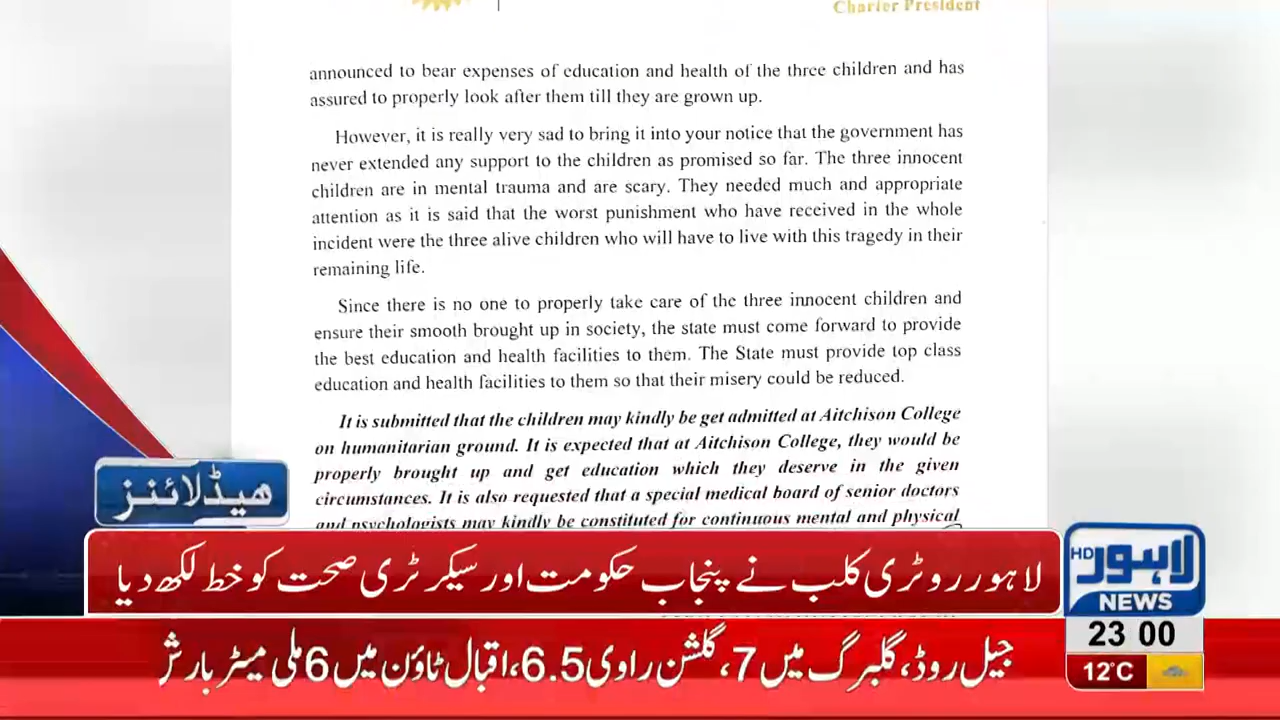 Charter President
announced to bear expenses of education and health of the three children and has
assured to properly look after them till they are grown up.
However, it is really very sad to bring it into your notice that the government has
never extended any support to the children as promised so far. The three innocent
children are in mental trauma and are scary. They needed much and appropriate
attention as it is said that the worst punishment who have received in the whole
incident were the three alive children who will have to live with this tragedy in their
remaining life.
Since there is no one to properly take care of the three innocent children and
ensure their smooth brought up in society, the state must come forward to provide
the best education and health facilities to them. The State must provide top class
education and health facilities to them so that their misery could be reduced.
It is submitted that the children may kindly be get admitted at Aitchison College
on humanitarian ground. It is expected that at Aitchison College, they would be
properly brought up and get education which they deserve in the given
circumstances. It is also requested that a special medical board of senior doctors
and psychologists may kindly be constituted for continuous mental and physical
ہیڈلائنز
لاہور روٹری کلب نے پنجاب حکومت اور سیکرٹری صحت کو خط لکھ دیا
لاہور HD
NEWS
23 00
12°C
جیل روڈ، گلبرگ میں 7، گلشن راوی 6.5، اقبال ٹاؤن میں 6 ملی میٹر بارش